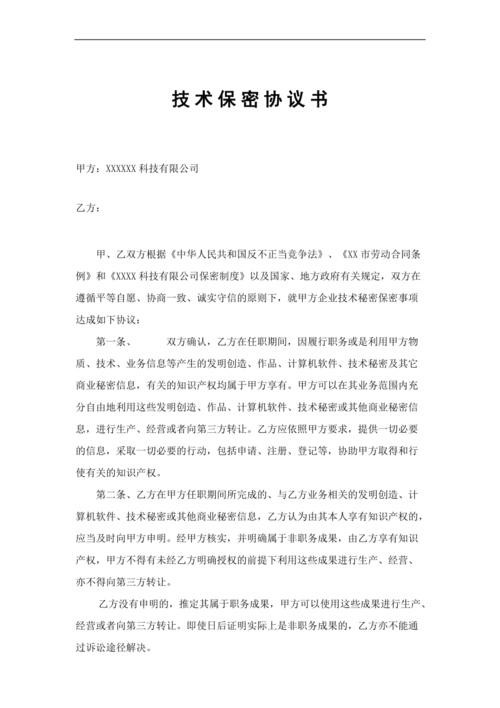 技术保密协议书
甲方：XXXXXX 科技有限公司
乙方：
甲、乙双方根据《中华人民共和国反不正当竞争法》、《XX 市劳动合同条
例》和《XXXX 科技有限公司保密制度》以及国家、地方政府有关规定，双方在
遵循平等自愿、协商一致、诚实守信的原则下，就甲方企业技术秘密保密事项
达成如下协议：
第一条、 双方确认，乙方在任职期间，因履行职务或是利用甲方物
质、技术、业务信息等产生的发明创造、作品、计算机软件、技术秘密及其它
商业秘密信息，有关的知识产权均属于甲方享有。甲方可以在其业务范围内充
分自由地利用这些发明创造、作品、计算机软件、技术秘密或其他商业秘密信
息，进行生产、经营或者向第三方转让。乙方应依照甲方要求，提供一切必要
的信息，采取一切必要的行动，包括申请、注册、登记等，协助甲方取得和行
使有关的知识产权。
第二条、乙方在甲方任职期间所完成的、与乙方业务相关的发明创造、计
算机软件、技术秘密或其他商业秘密信息，乙方认为由其本人享有知识产权的，
应当及时向甲方申明。经甲方核实，并明确属于非职务成果，由乙方享有知识
产权，甲方不得有未经乙方明确授权的前提下利用这些成果进行生产、经营、
亦不得向第三方转让。
乙方没有申明的，推定其属于职务成果，甲方可以使用这些成果进行生产、
经营或者向第三方转让。即使日后证明实际上是非职务成果的，乙方亦不能通
过诉讼途径解决。